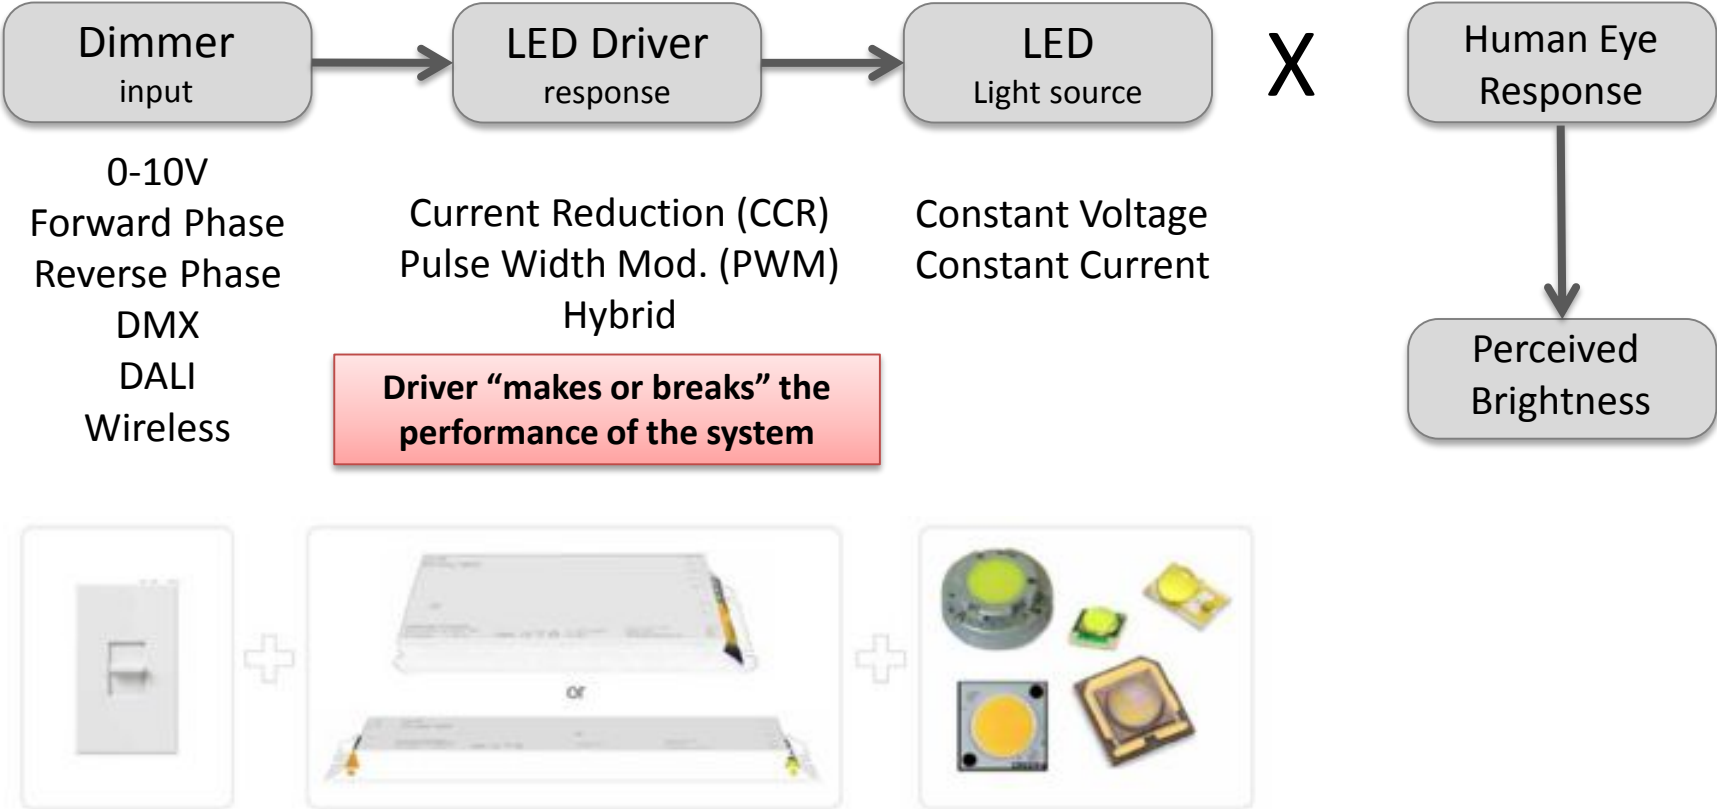 Dimmer
input
LED Driver
response
LED
Light source
X
Human Eye
Response
0-10V
Forward Phase
Reverse Phase
DMX
DALI
Wireless
Current Reduction (CCR)
Pulse Width Mod. (PWM)
Hybrid
Driver “makes or breaks” the
performance of the system
Constant Voltage
Constant Current
Perceived
Brightness
or